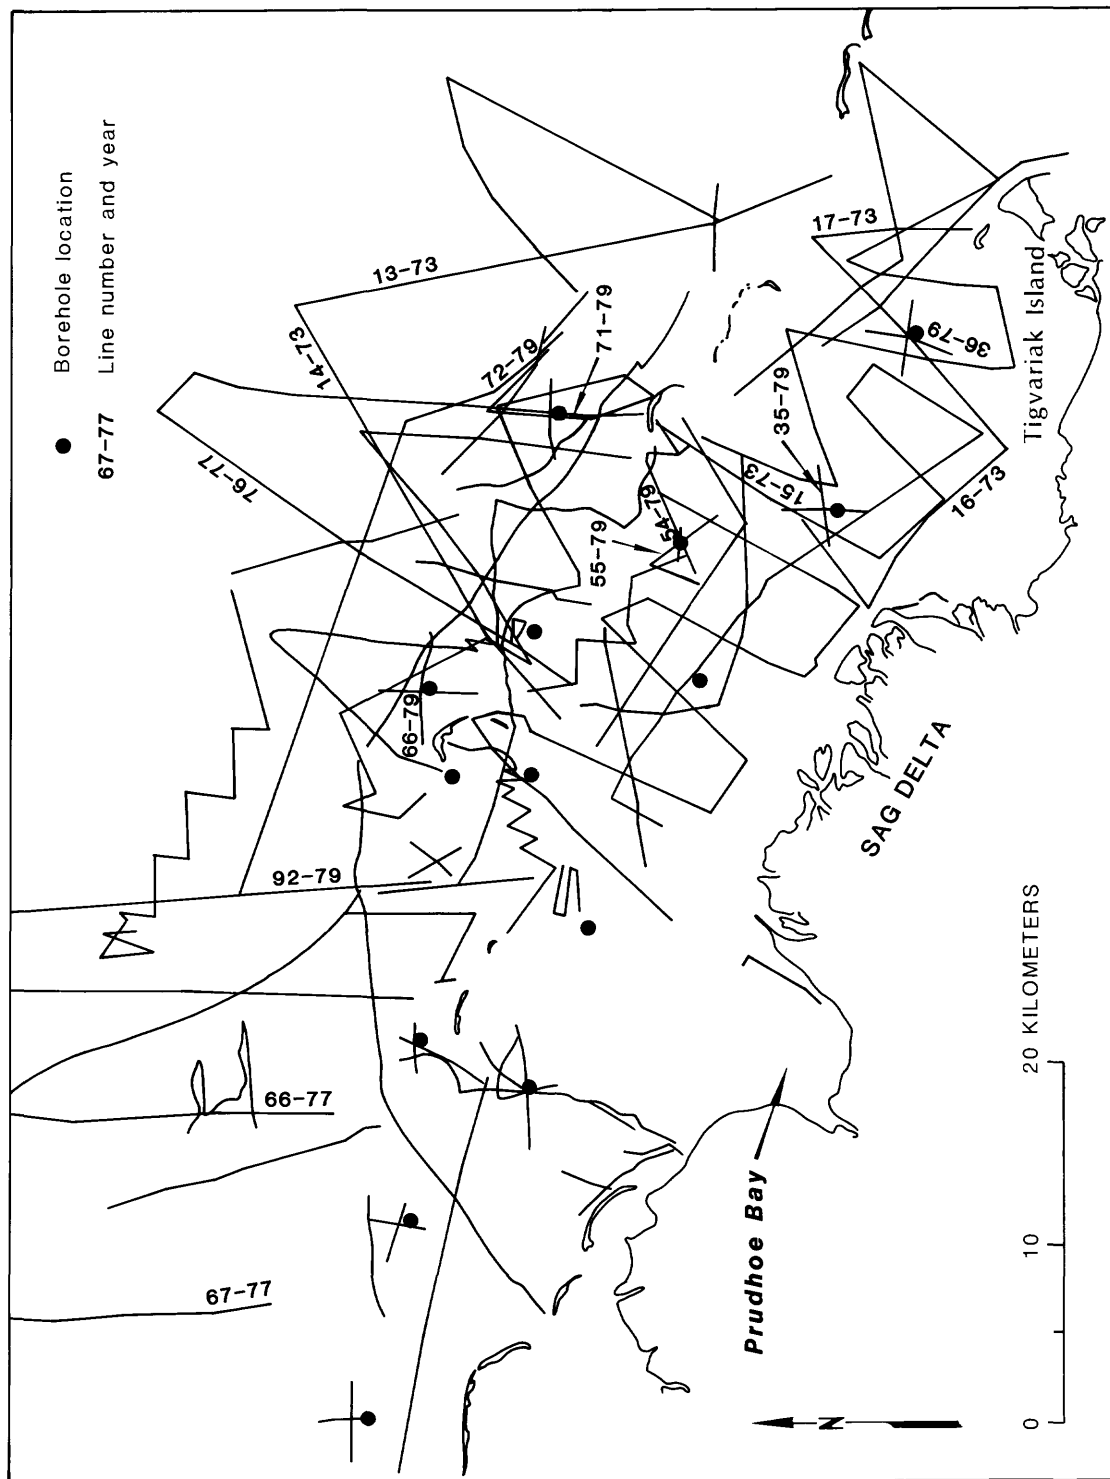 Borehole location
67-77 Line number and year
13-73
14-73
76-77
72-79
71-79
17-73
36-79
35-79
15-73
16-73
54-79
55-79
66-79
92-79
66-77
67-77
Tigvariak Island
SAG DELTA
Prudhoe Bay
N
0 10 20 KILOMETERS